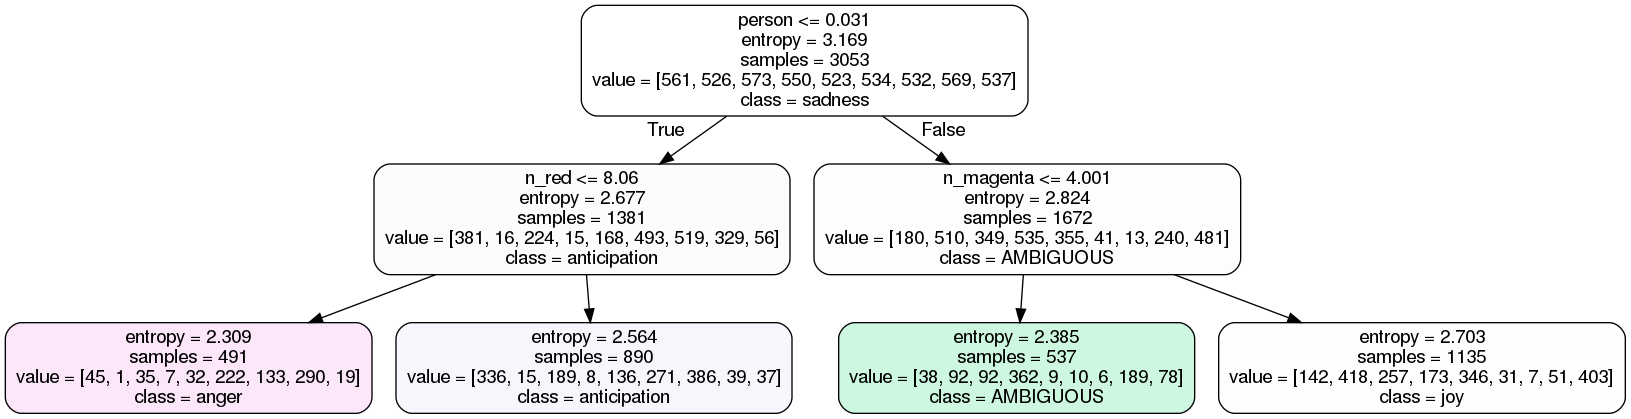 person <= 0.031
entropy = 3.169
samples = 3053
value = [561, 526, 573, 550, 523, 534, 532, 569, 537]
class = sadness
True
False
n_red <= 8.06
entropy = 2.677
samples = 1381
value = [381, 16, 224, 15, 168, 493, 519, 329, 56]
class = anticipation
n_magenta <= 4.001
entropy = 2.824
samples = 1672
value = [180, 510, 349, 535, 355, 41, 13, 240, 481]
class = AMBIGUOUS
entropy = 2.309
samples = 491
value = [45, 1, 35, 7, 32, 222, 133, 290, 19]
class = anger
entropy = 2.564
samples = 890
value = [336, 15, 189, 8, 136, 271, 386, 39, 37]
class = anticipation
entropy = 2.385
samples = 537
value = [38, 92, 92, 362, 9, 10, 6, 189, 78]
class = AMBIGUOUS
entropy = 2.703
samples = 1135
value = [142, 418, 257, 173, 346, 31, 7, 51, 403]
class = joy